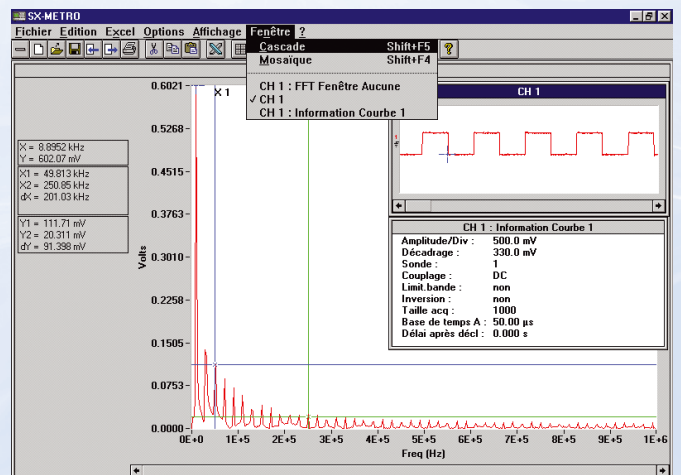 SX-METRO
Fichier Edition Excel Options Affichage Fenêtre ?
Cascade Shift+F5
Mosaïque Shift+F4
CH 1 : FFT Fenêtre Aucune
✓ CH 1
CH 1 : Information Courbe 1
X = 8.8952 kHz
Y = 602.07 mV
X1 = 49.813 kHz
X2 = 250.85 kHz
dX = 201.03 kHz
Y1 = 111.71 mV
Y2 = 20.311 mV
dY = 91.398 mV
X 1
0.6021
0.5268
0.4515
0.3763
0.3010
0.2258
0.1505
0.0753
0.0000
Volts
0E+0 1E+5 2E+5 3E+5 4E+5 5E+5 6E+5 7E+5 8E+5 9E+5 1E+6
Freq (Hz)
CH 1
1
CH 1 : Information Courbe 1
Amplitude/Div : 500.0 mV
Décadrage : 330.0 mV
Sonde : 1
Couplage : DC
Limit.bande : non
Inversion : non
Taille acq : 1000
Base de temps A : 50.00 µs
Délai après décl : 0.000 s